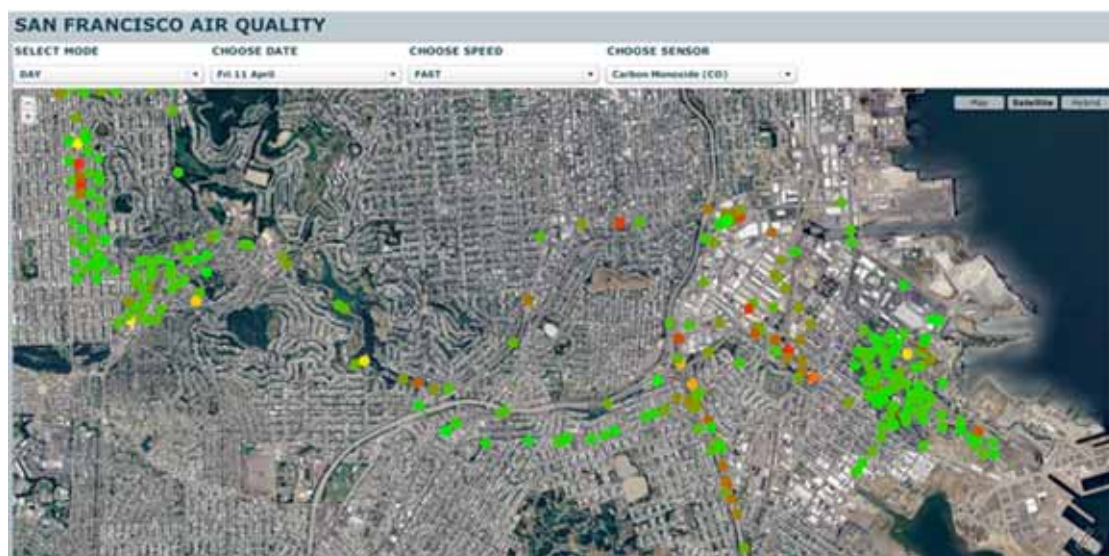 SAN FRANCISCO AIR QUALITY
SELECT MODE CHOOSE DATE CHOOSE SPEED CHOOSE SENSOR
DAY Fri 11 April FAST Carbon Monoxide (CO)
Map Satellite Hybrid